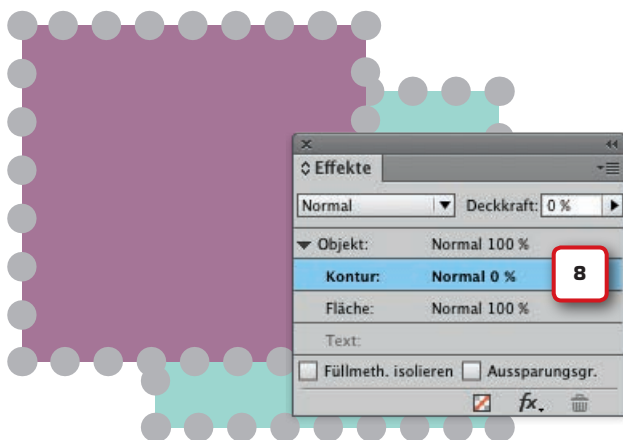 Effekte
Normal Deckkraft: 0 %
Objekt: Normal 100 %
Kontur: Normal 0 %
8
Fläche: Normal 100 %
Text:
Füllmeth. isolieren Aussparungsgr.
fx.